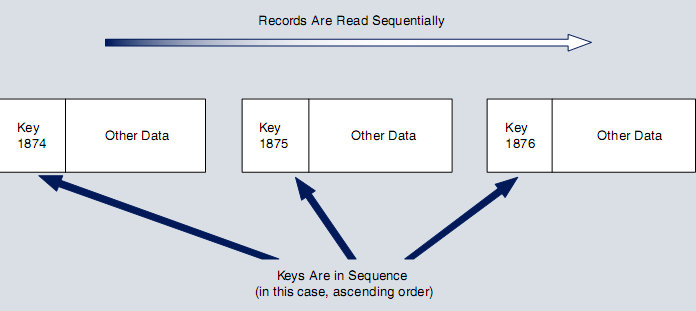 Records Are Read Sequentially
Key
1874
Other Data
Key
1875
Other Data
Key
1876
Other Data
Keys Are in Sequence
(in this case, ascending order)